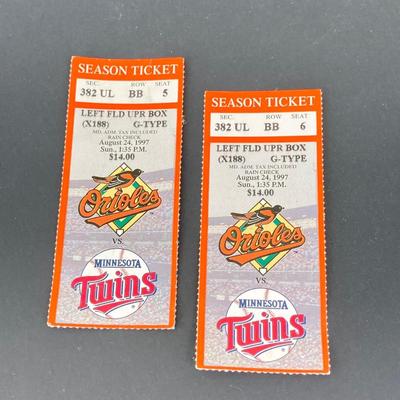 SEASON TICKET
SEC. ROW SEAT
382 UL BB 5
LEFT FLD UPR BOX
(X188) G-TYPE
MD. ADM. TAX INCLUDED
RAIN CHECK
August 24, 1997
Sun., 1:35 P.M.
$14.00
Orioles
VS.
MINNESOTA
Twins
SEASON TICKET
SEC. ROW SEAT
382 UL BB 6
LEFT FLD UPR BOX
(X188) G-TYPE
MD. ADM. TAX INCLUDED
RAIN CHECK
August 24, 1997
Sun., 1:35 P.M.
$14.00
Orioles
VS.
MINNESOTA
Twins